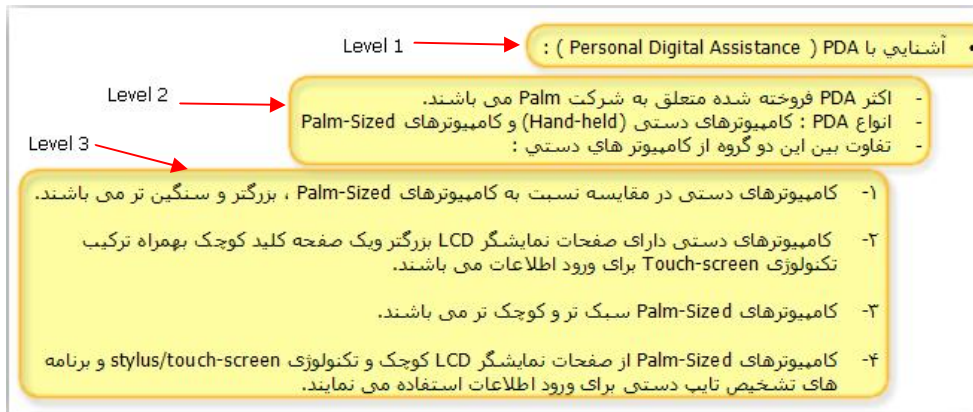 Level 1
• آشنايي با PDA ( Personal Digital Assistance ) :
Level 2
- اکثر PDA فروخته شده متعلق به شرکت Palm می باشند.
- انواع PDA : کامپیوترهای دستی (Hand-held) و کامپیوترهای Palm-Sized
- تفاوت بین این دو گروه از کامپیوتر هاي دستي :
Level 3
۱- کامپیوترهای دستی در مقایسه نسبت به کامپیوترهای Palm-Sized ، بزرگتر و سنگین تر می باشند.
۲- کامپیوترهای دستی دارای صفحات نمایشگر LCD بزرگتر ویک صفحه کلید کوچک بهمراه ترکیب
تکنولوژی Touch-screen برای ورود اطلاعات می باشند.
۳- کامپیوترهای Palm-Sized سبک تر و کوچک تر می باشند.
۴- کامپیوترهای Palm-Sized از صفحات نمایشگر LCD کوچک و تکنولوژی stylus/touch-screen و برنامه
های تشخیص تایپ دستی برای ورود اطلاعات استفاده می نمایند.